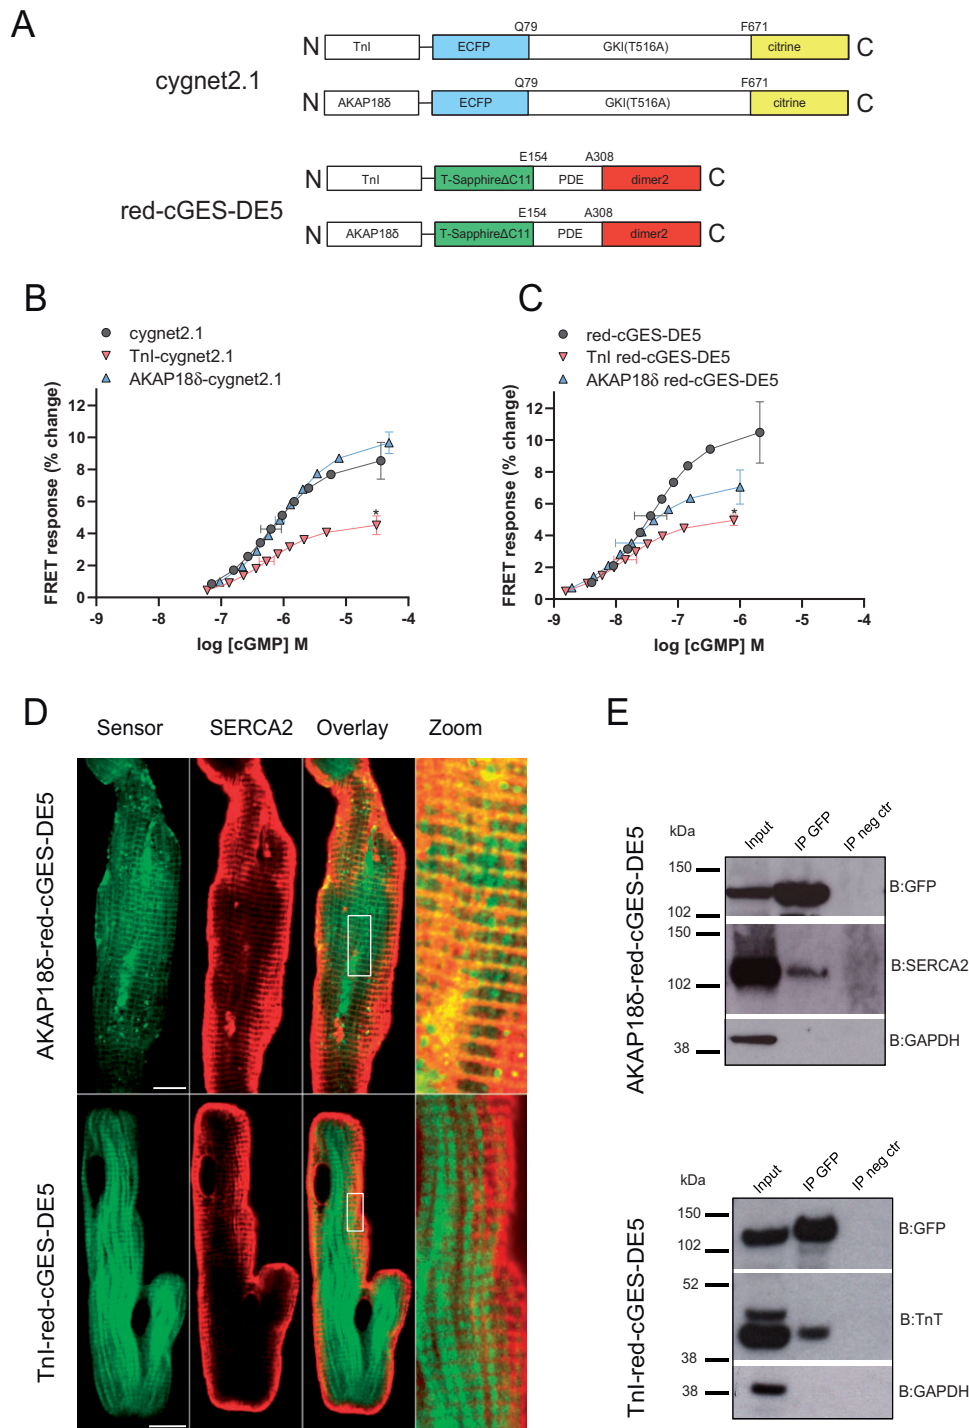 A
Q79 F671
N TnI ECFP GKI(T516A) citrine C
cygnet2.1
Q79 F671
N AKAP18δ ECFP GKI(T516A) citrine C
E154 A308
N TnI T-SapphireΔC11 PDE dimer2 C
red-cGES-DE5
E154 A308
N AKAP18δ T-SapphireΔC11 PDE dimer2 C
B
cygnet2.1
TnI-cygnet2.1
AKAP18δ-cygnet2.1
FRET response (% change)
12
10
8
6
4
2
0
*
-9 -8 -7 -6 -5 -4
log [cGMP] M
C
red-cGES-DE5
TnI red-cGES-DE5
AKAP18δ red-cGES-DE5
FRET response (% change)
12
10
8
6
4
2
0
*
-9 -8 -7 -6 -5 -4
log [cGMP] M
D
Sensor SERCA2 Overlay Zoom
AKAP18δ-red-cGES-DE5
TnI-red-cGES-DE5
E
AKAP18δ-red-cGES-DE5
kDa Input IP GFP IP neg ctr
150
B:GFP
102
150
B:SERCA2
102
B:GAPDH
38
TnI-red-cGES-DE5
kDa Input IP GFP IP neg ctr
150
B:GFP
102
52
B:TnT
38
38 B:GAPDH